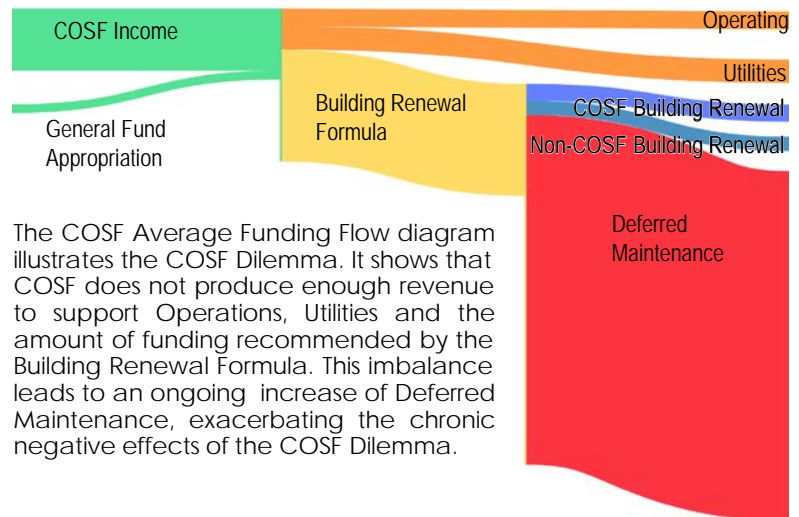 COSF Income
Operating
Utilities
General Fund
Appropriation
Building Renewal
Formula
COSF Building Renewal
Non-COSF Building Renewal
Deferred
Maintenance
The COSF Average Funding Flow diagram
illustrates the COSF Dilemma. It shows that
COSF does not produce enough revenue
to support Operations, Utilities and the
amount of funding recommended by the
Building Renewal Formula. This imbalance
leads to an ongoing increase of Deferred
Maintenance, exacerbating the chronic
negative effects of the COSF Dilemma.